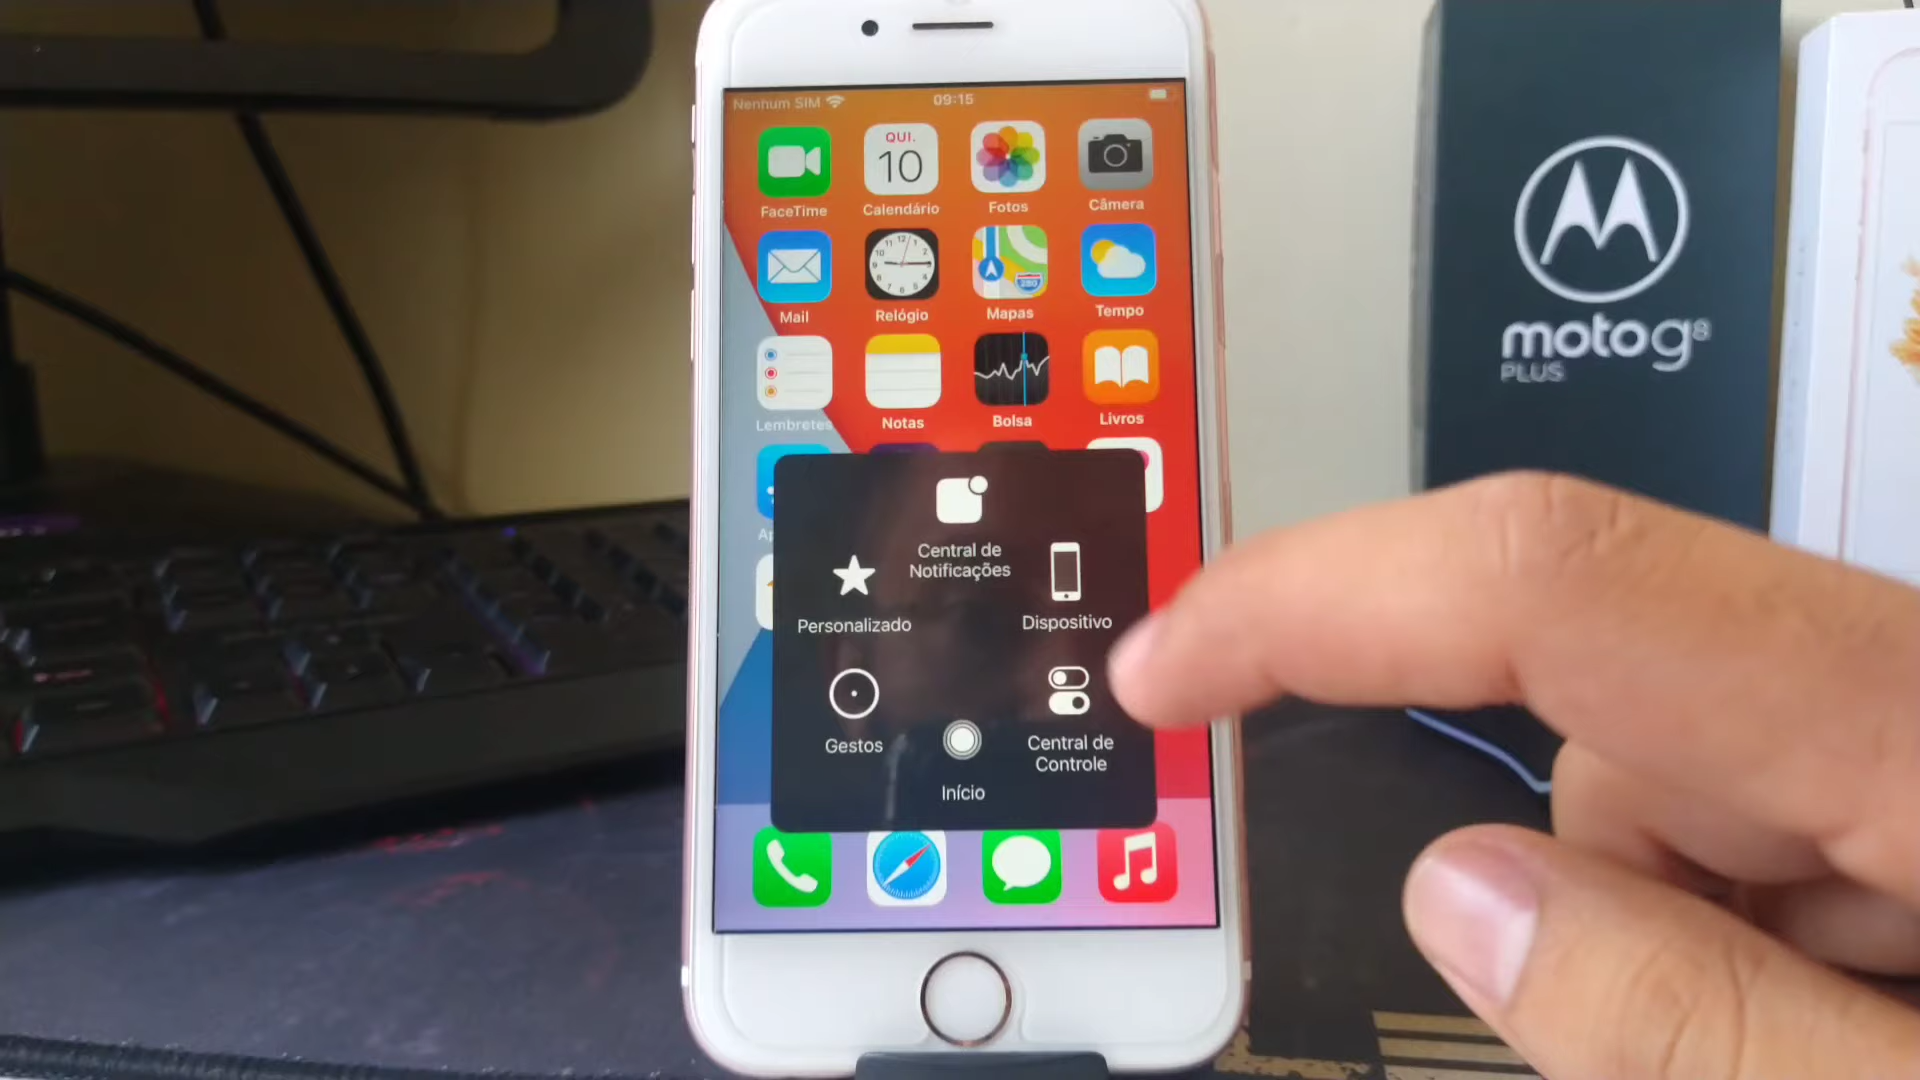 Nenhum SIM
09:15
QUI.
10
FaceTime
Calendário
Fotos
Câmera
Mail
Relógio
Mapas
Tempo
Lembretes
Notas
Bolsa
Livros
Central de
Notificações
Personalizado
Dispositivo
Gestos
Central de
Controle
Início
moto g8
PLUS